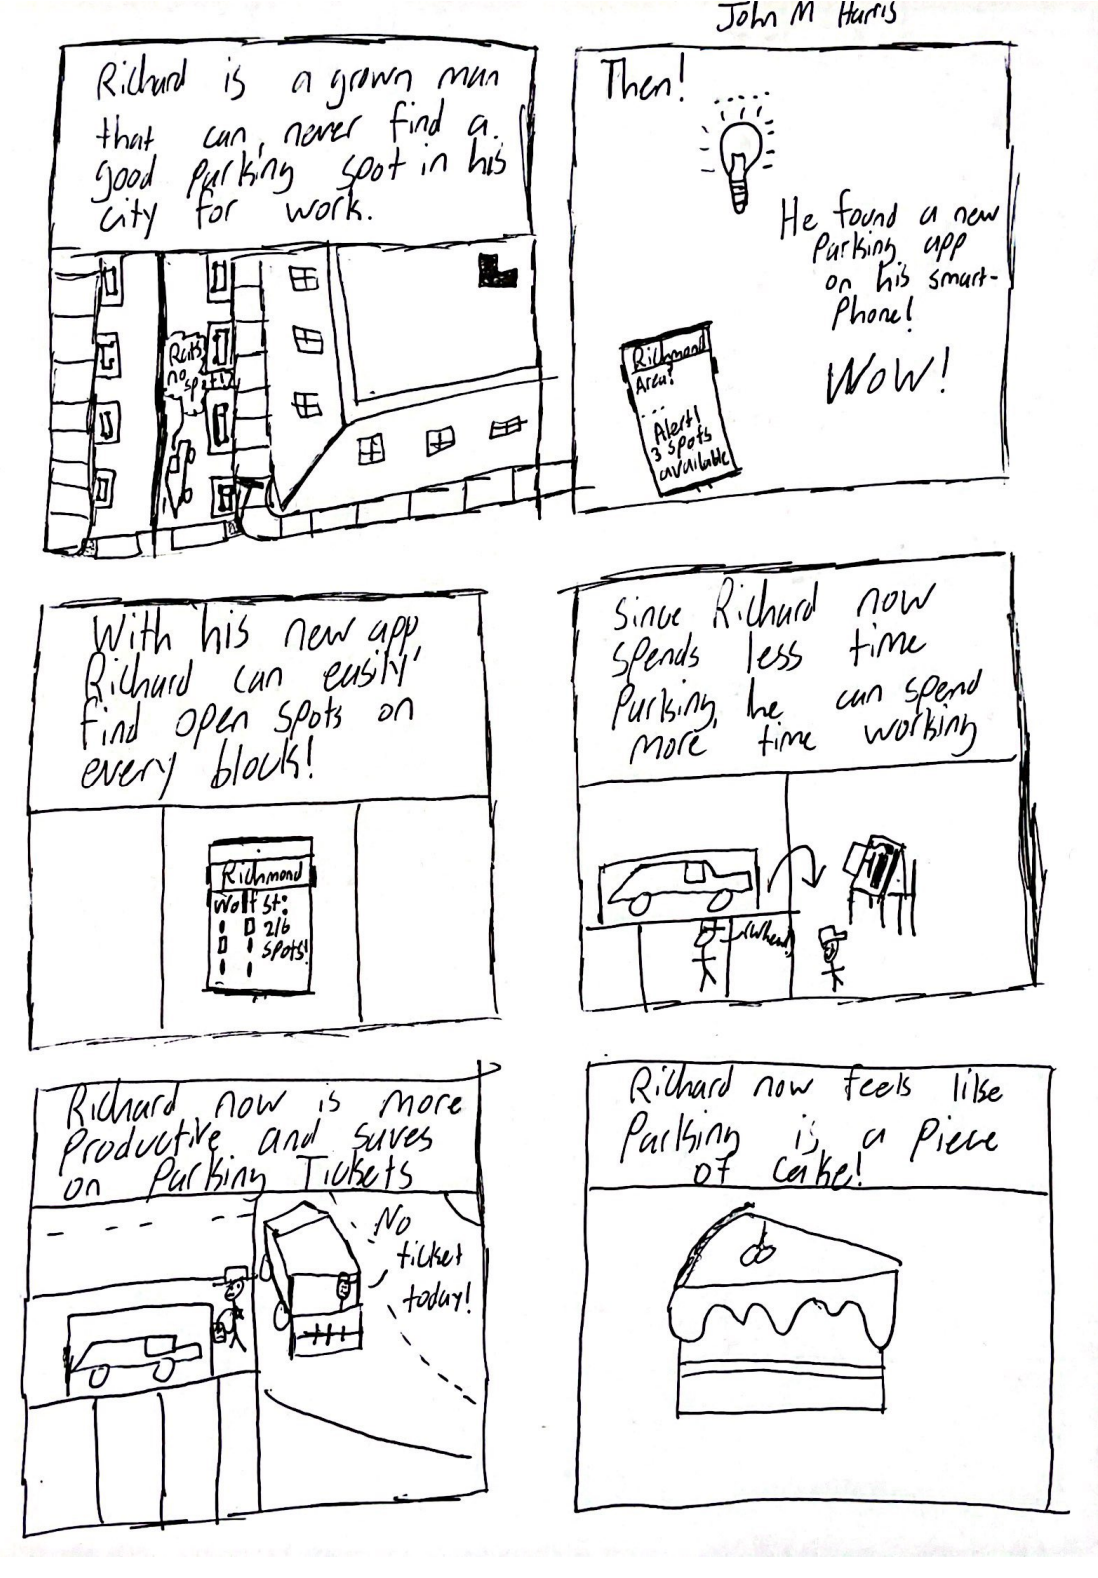 John M Harris
Richard is a grown man
that can never find a
good parking spot in his
city for work.
Rats
no
spots!
Then!
He found a new
Parking app
on his smart-
Phone!
WOW!
Richmond
Area!
...
Alert!
3 spots
available
With his new app,
Richard can easily
find open spots on
every block!
Richmond
Wolf St:
2/6
spots!
Since Richard now
spends less time
Parking, he can spend
more time working
Richard now is more
Productive and saves
on Parking Tickets
No
ticket
today!
Richard now feels like
Parking is a piece
of cake!